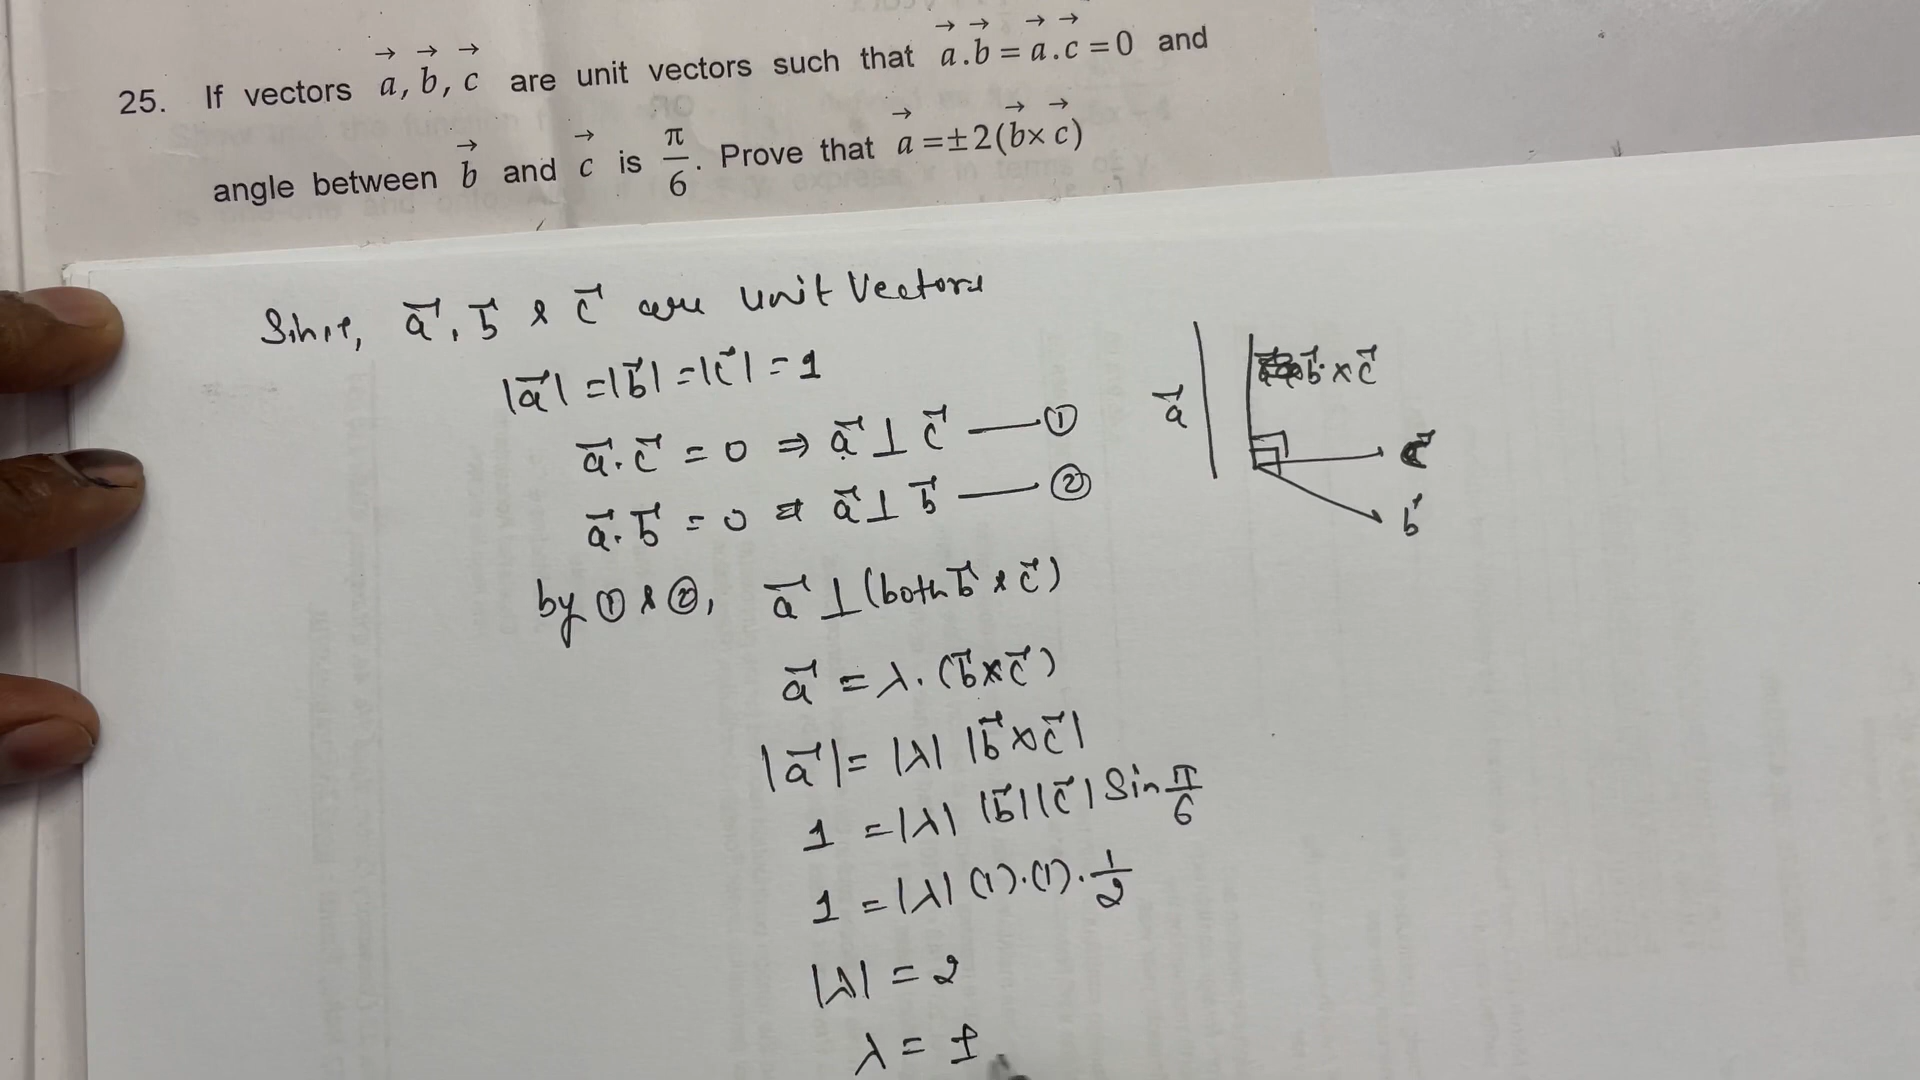 25. If vectors →a, →b, →c are unit vectors such that →a.→b = →a.→c = 0 and
angle between →b and →c is π/6. Prove that →a = ±2(→b × →c)
Since, →a, →b & →c are unit Vectors
|→a| = |→b| = |→c| = 1
→a.→c = 0 ⇒ →a ⊥ →c — ①
→a.→b = 0 ⇒ →a ⊥ →b — ②
by ① & ②, →a ⊥ (both →b & →c)
→a = λ.(→b × →c)
|→a| = |λ| |→b × →c|
1 = |λ| |→b| |→c| Sin π/6
1 = |λ| (1).(1).1/2
|λ| = 2
λ = ±
→a
→b × →c
→c
→b